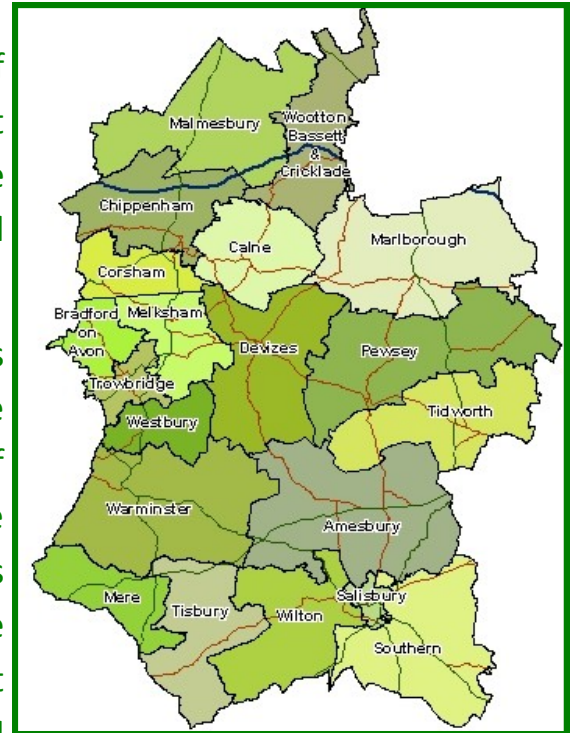 Malmesbury
Wootton
Bassett
&
Cricklade
Chippenham
Calne
Marlborough
Corsham
Bradford
on
Avon
Melksham
Devizes
Pewsey
Trowbridge
Westbury
Tidworth
Warminster
Amesbury
Mere
Tisbury
Wilton
Salisbury
Southern